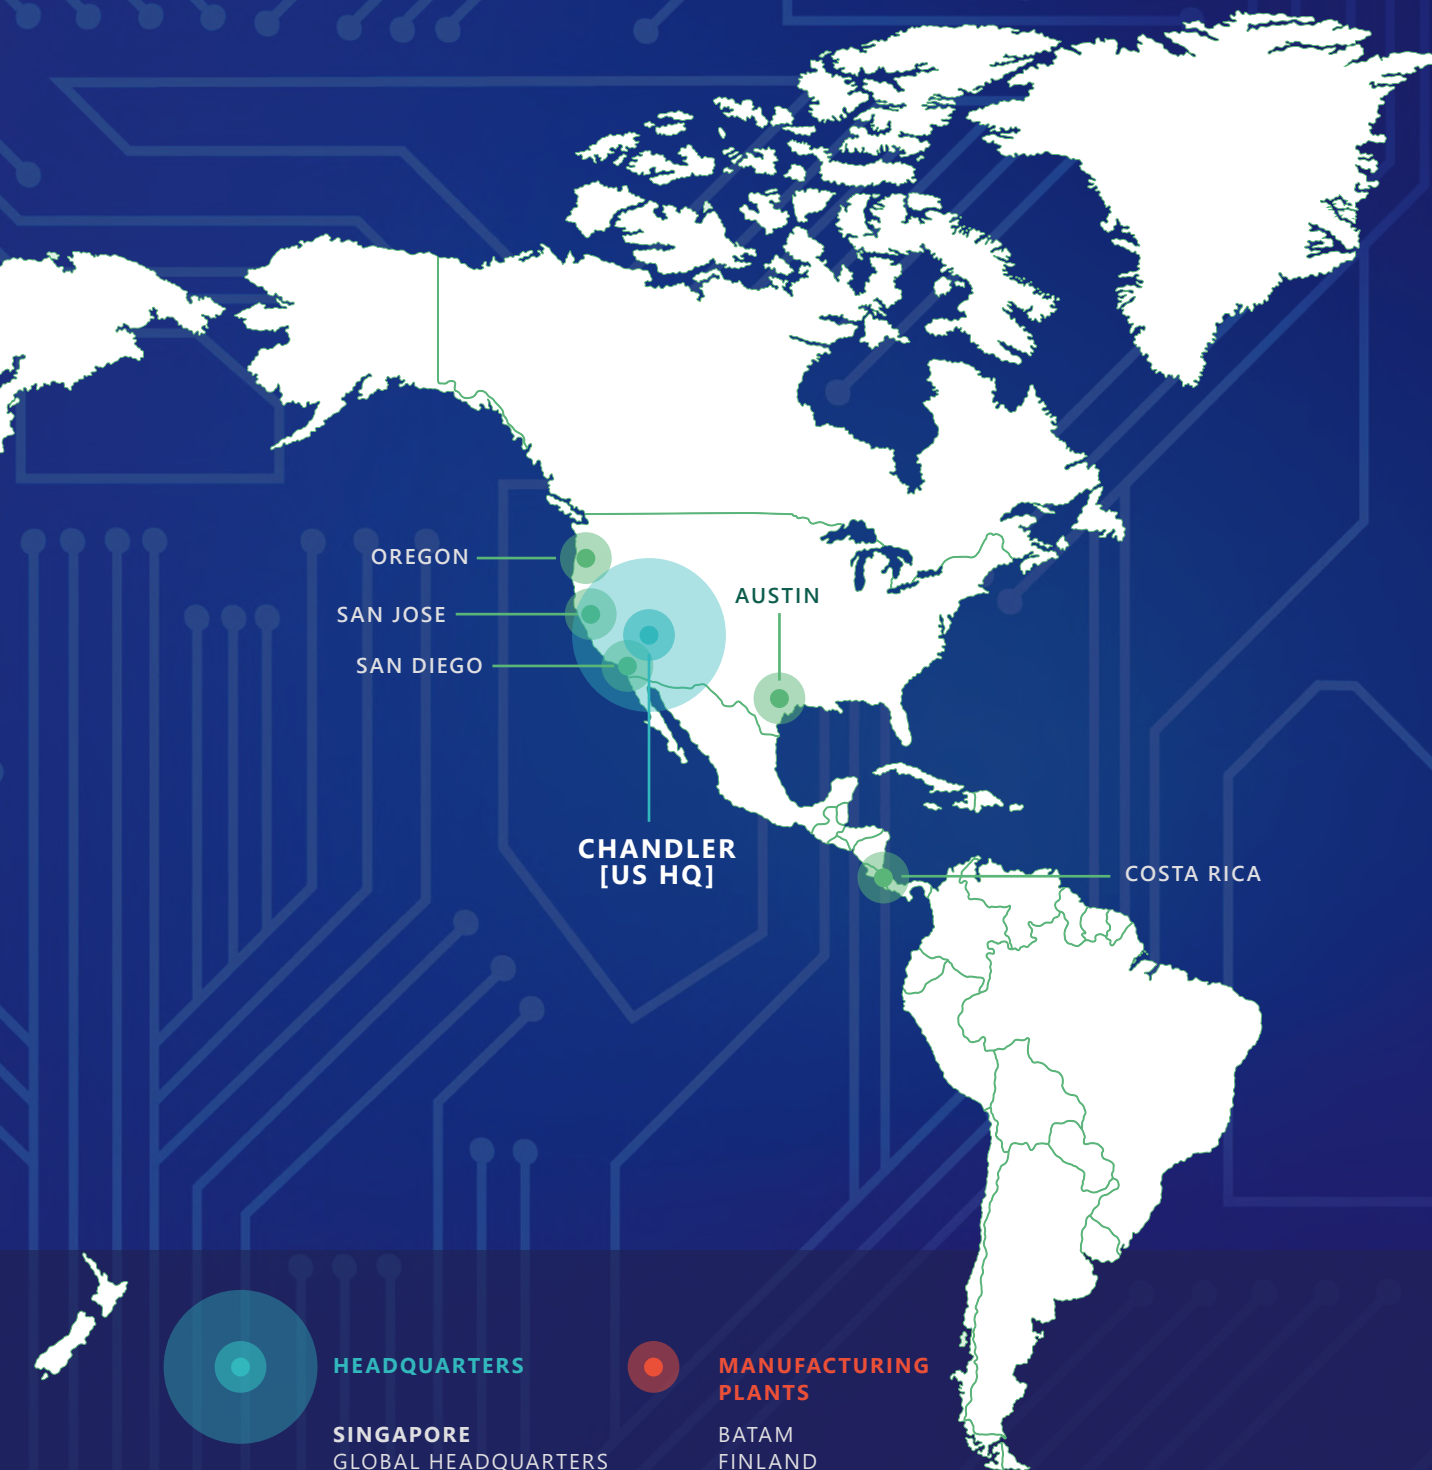 OREGON
AUSTIN
SAN JOSE
SAN DIEGO
CHANDLER
[US HQ]
COSTA RICA
HEADQUARTERS
SINGAPORE
GLOBAL HEADQUARTERS
MANUFACTURING
PLANTS
BATAM
FINLAND